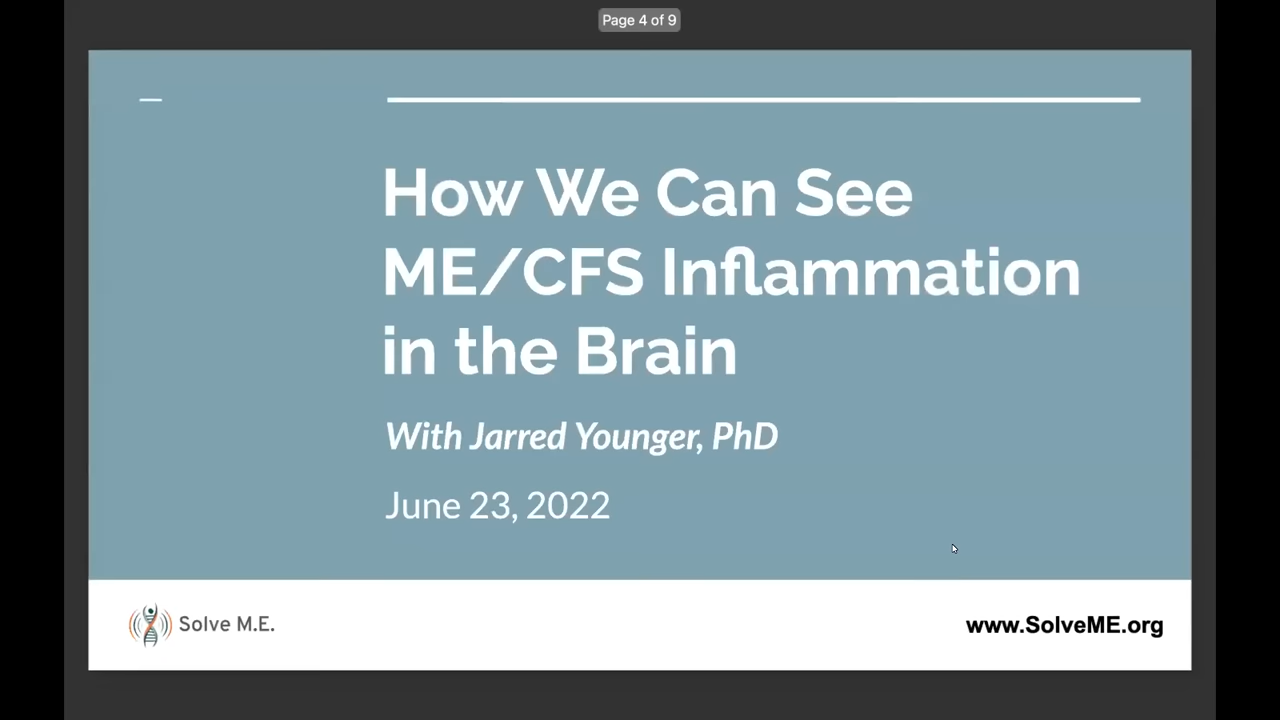 Page 4 of 9
How We Can See
ME/CFS Inflammation
in the Brain
With Jarred Younger, PhD
June 23, 2022
Solve M.E.
www.SolveME.org